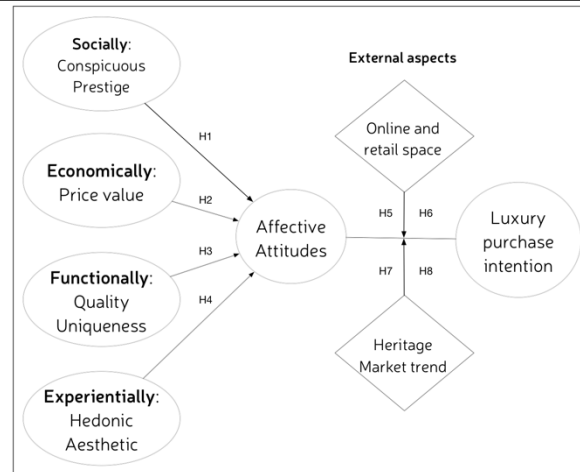 Socially:
Conspicuous
Prestige
External aspects
H1
Online and
retail space
Economically:
Price value
H2
Affective
Attitudes
H5
H6
Luxury
purchase
intention
Functionally:
Quality
Uniqueness
H3
H7
H8
H4
Heritage
Market trend
Experientially:
Hedonic
Aesthetic